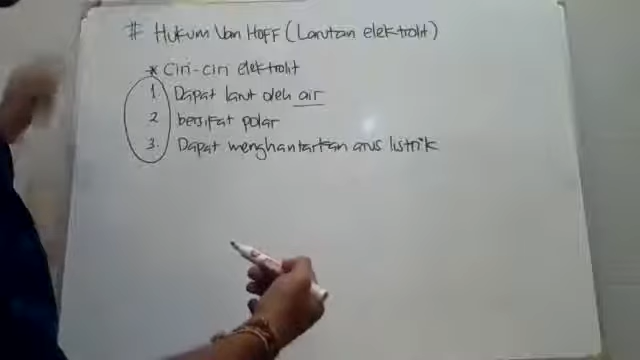 # Hukum Van Hoff (Larutan elektrolit)
* Ciri-ciri elektrolit
1. Dapat larut oleh air
2 bersifat polar
3. Dapat menghantarkan arus listrik